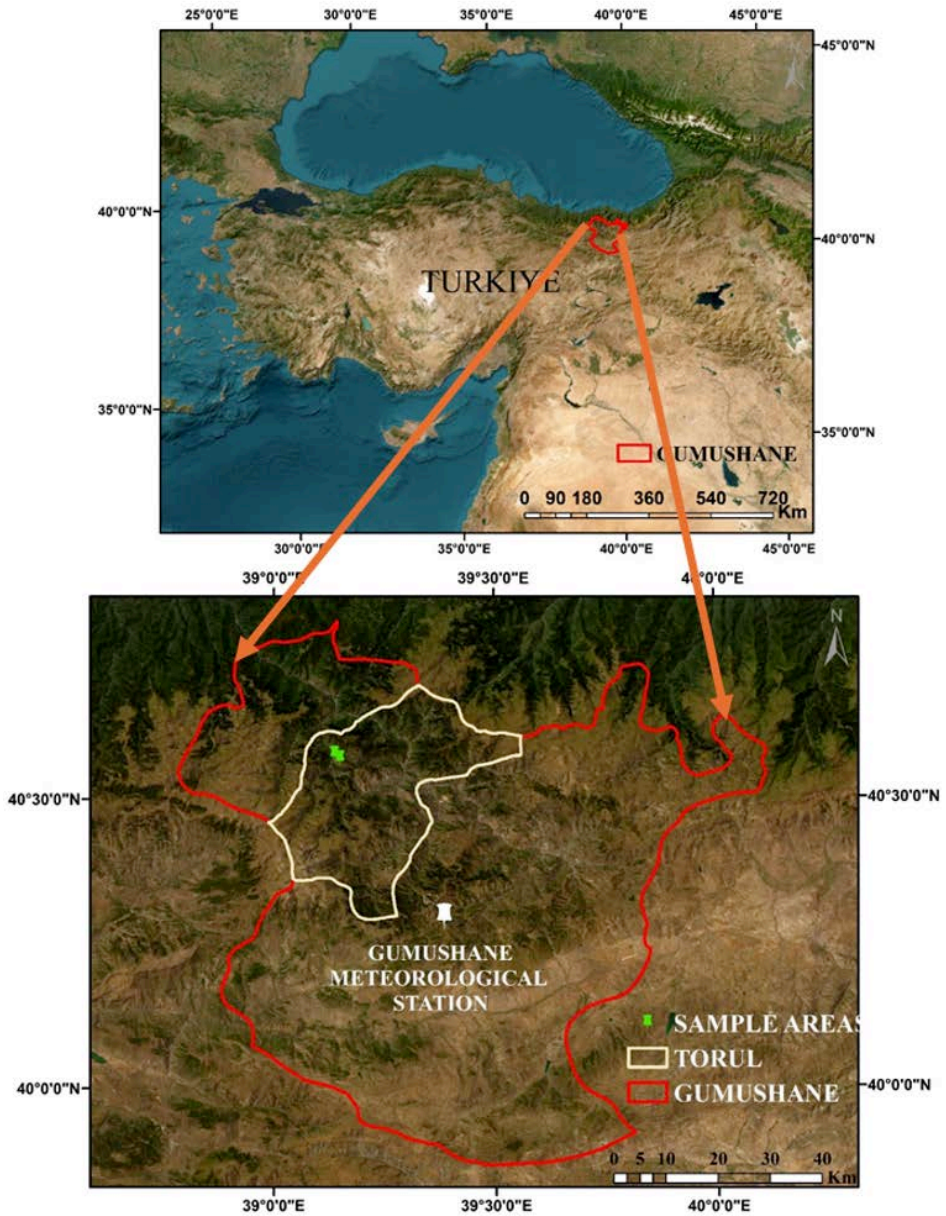 25°0'0"E 30°0'0"E 35°0'0"E 40°0'0"E 45°0'0"E
N
45°0'0"N
40°0'0"N 40°0'0"N
TURKIYE
35°0'0"N 35°0'0"N
GUMUSHANE
0 90 180 360 540 720
Km
30°0'0"E 35°0'0"E 40°0'0"E 45°0'0"E
39°0'0"E 39°30'0"E 40°0'0"E
N
40°30'0"N 40°30'0"N
GUMUSHANE
METEOROLOGICAL
STATION
SAMPLE AREAS
TORUL
GUMUSHANE
40°0'0"N 40°0'0"N
0 5 10 20 30 40
Km
39°0'0"E 39°30'0"E 40°0'0"E